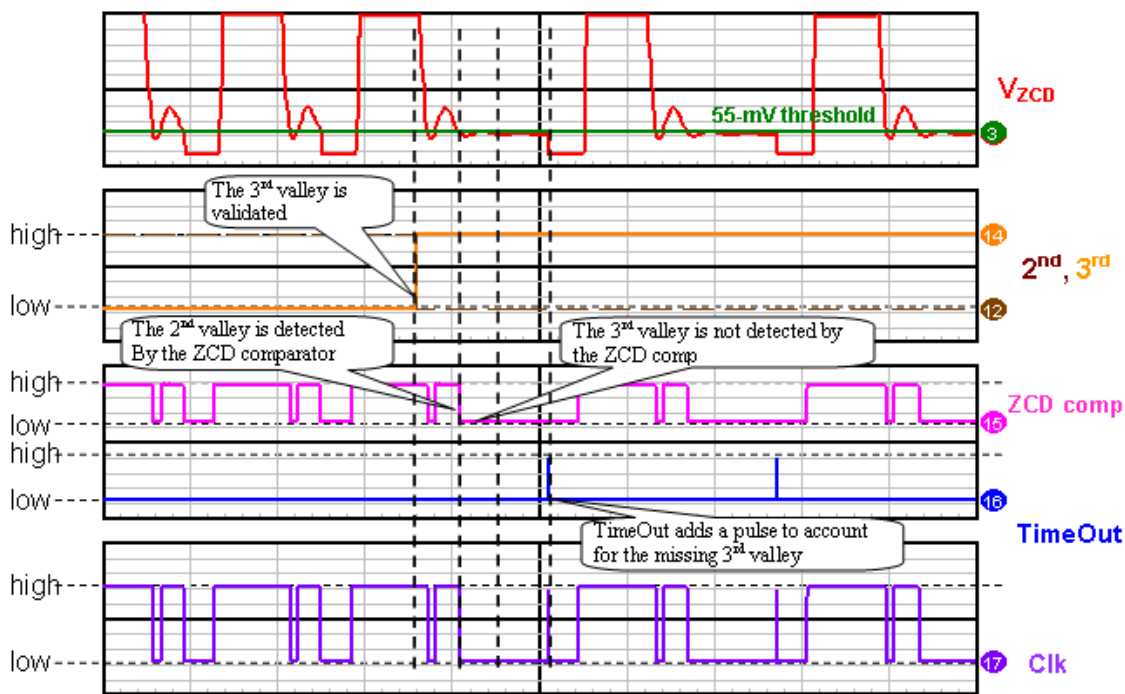 VZCD
55-mV threshold
3
The 3rd valley is
validated
high
14
2nd, 3rd
low
12
The 2nd valley is detected
By the ZCD comparator
The 3rd valley is not detected by
the ZCD comp
high
ZCD comp
low
15
high
low
16
TimeOut adds a pulse to account
for the missing 3rd valley
TimeOut
high
low
17
Clk